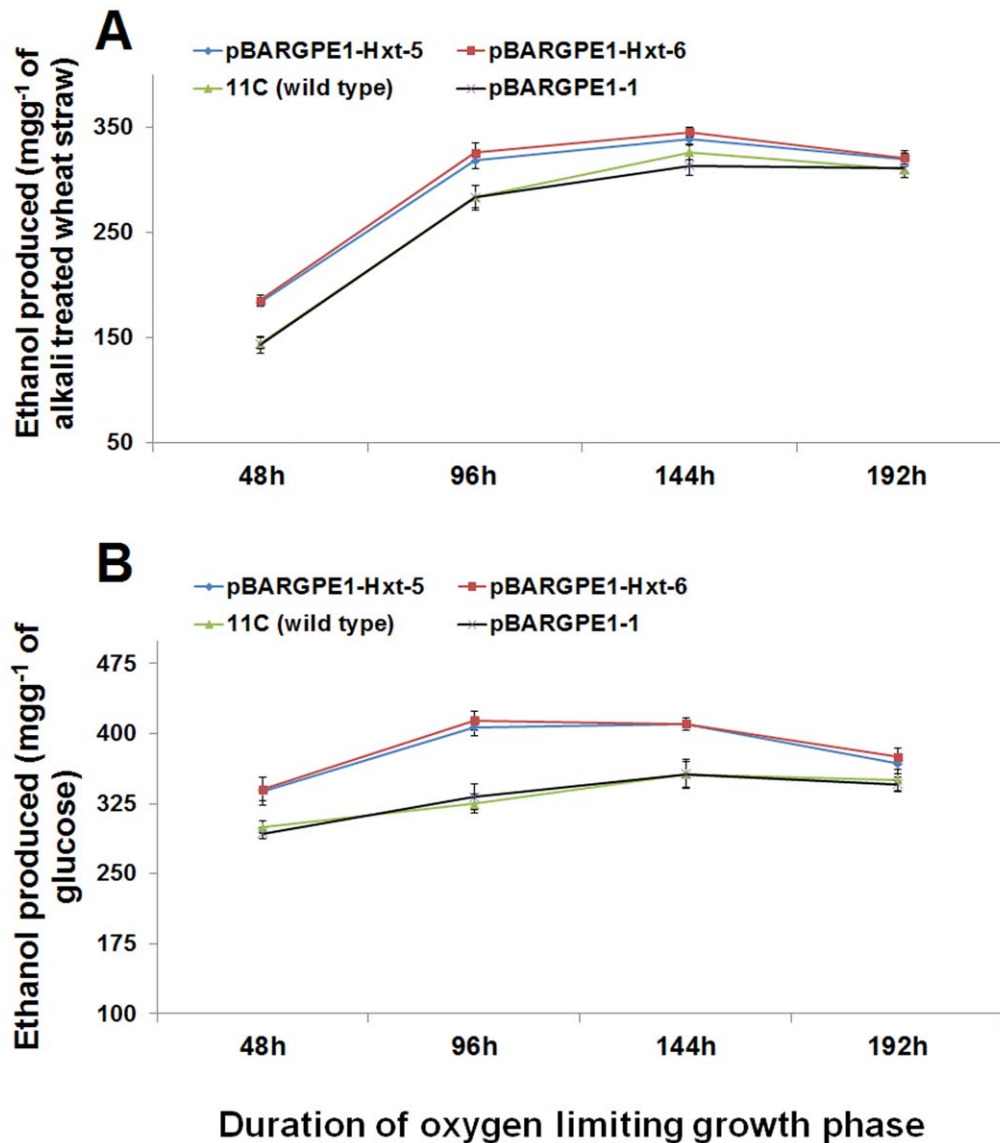 A
pBARGPE1-Hxt-5 pBARGPE1-Hxt-6
11C (wild type) pBARGPE1-1
Ethanol produced (mgg⁻¹ of
alkali treated wheat straw)
350
250
150
50
48h 96h 144h 192h
B
pBARGPE1-Hxt-5 pBARGPE1-Hxt-6
11C (wild type) pBARGPE1-1
Ethanol produced (mgg⁻¹ of
glucose)
475
400
325
250
175
100
48h 96h 144h 192h
Duration of oxygen limiting growth phase